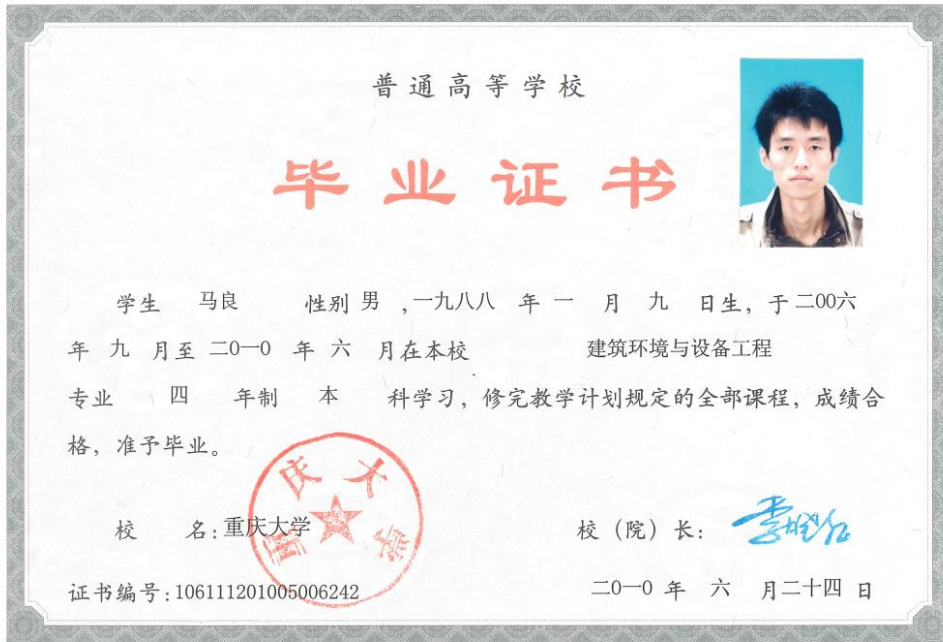 普通高等学校
毕业证书
学生 马良 性别 男 ,一九八八 年 一 月 九 日生，于 二00六
年 九 月至 二0一0 年 六 月在本校 建筑环境与设备工程
专业 四 年制 本 科学习，修完教学计划规定的全部课程，成绩合
格，准予毕业。
重庆大学
校 名:重庆大学 校（院）长:
证书编号:106111201005006242 二0一0 年 六 月二十四 日